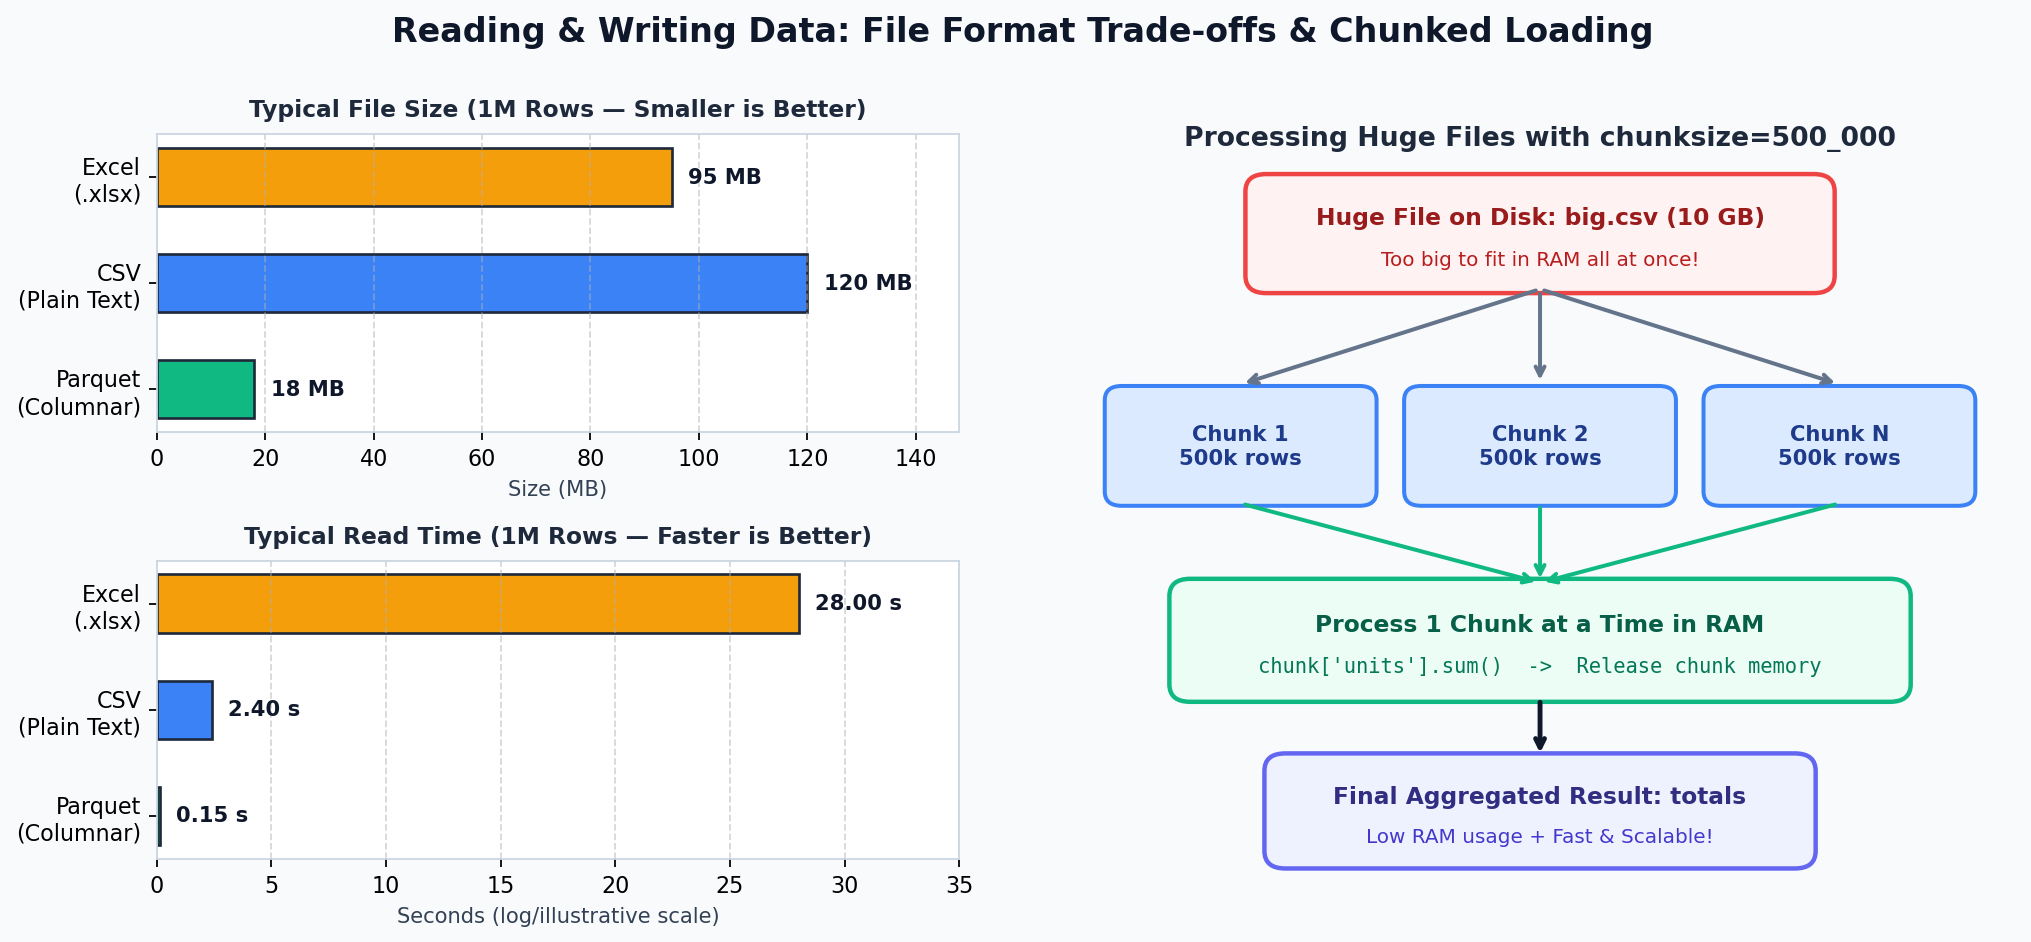 Reading & Writing Data: File Format Trade-offs & Chunked Loading
Typical File Size (1M Rows — Smaller is Better)
Excel
(.xlsx)
95 MB
CSV
(Plain Text)
120 MB
Parquet
(Columnar)
18 MB
0 20 40 60 80 100 120 140
Size (MB)
Typical Read Time (1M Rows — Faster is Better)
Excel
(.xlsx)
28.00 s
CSV
(Plain Text)
2.40 s
Parquet
(Columnar)
0.15 s
0 5 10 15 20 25 30 35
Seconds (log/illustrative scale)
Processing Huge Files with chunksize=500_000
Huge File on Disk: big.csv (10 GB)
Too big to fit in RAM all at once!
Chunk 1
500k rows
Chunk 2
500k rows
Chunk N
500k rows
Process 1 Chunk at a Time in RAM
chunk['units'].sum()  ->  Release chunk memory
Final Aggregated Result: totals
Low RAM usage + Fast & Scalable!